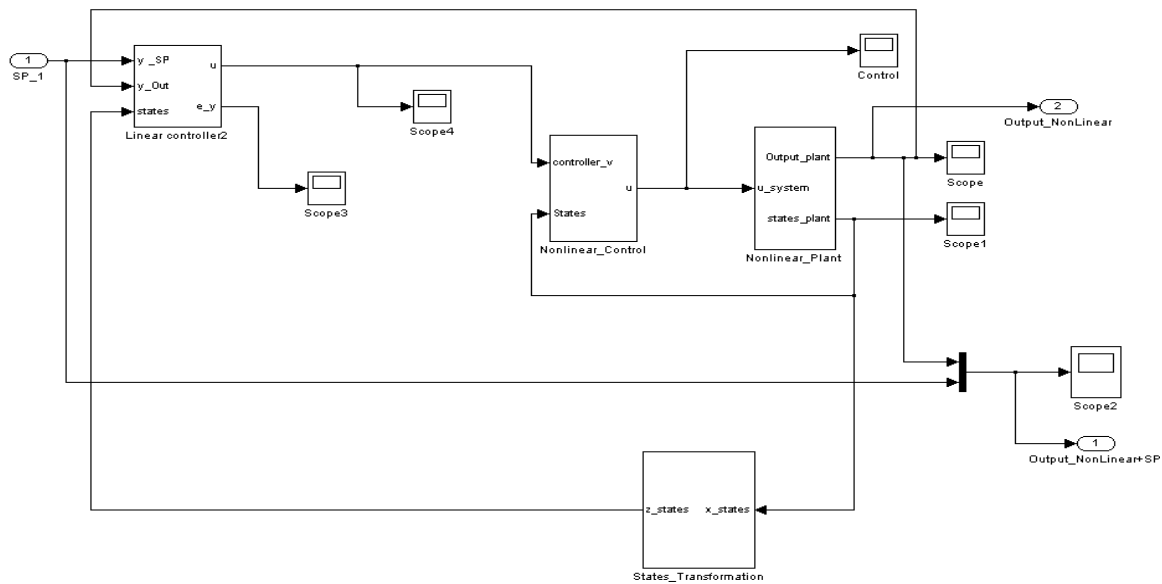 1
SP_1
y _SP
y_Out
states
u
e_y
Linear controller2
Scope4
Scope3
controller_v
States
u
Nonlinear_Control
Output_plant
u_system
states_plant
Nonlinear_Plant
Control
2
Output_NonLinear
Scope
Scope1
Scope2
1
Output_NonLinear+SP
z_states
x_states
States_Transformation